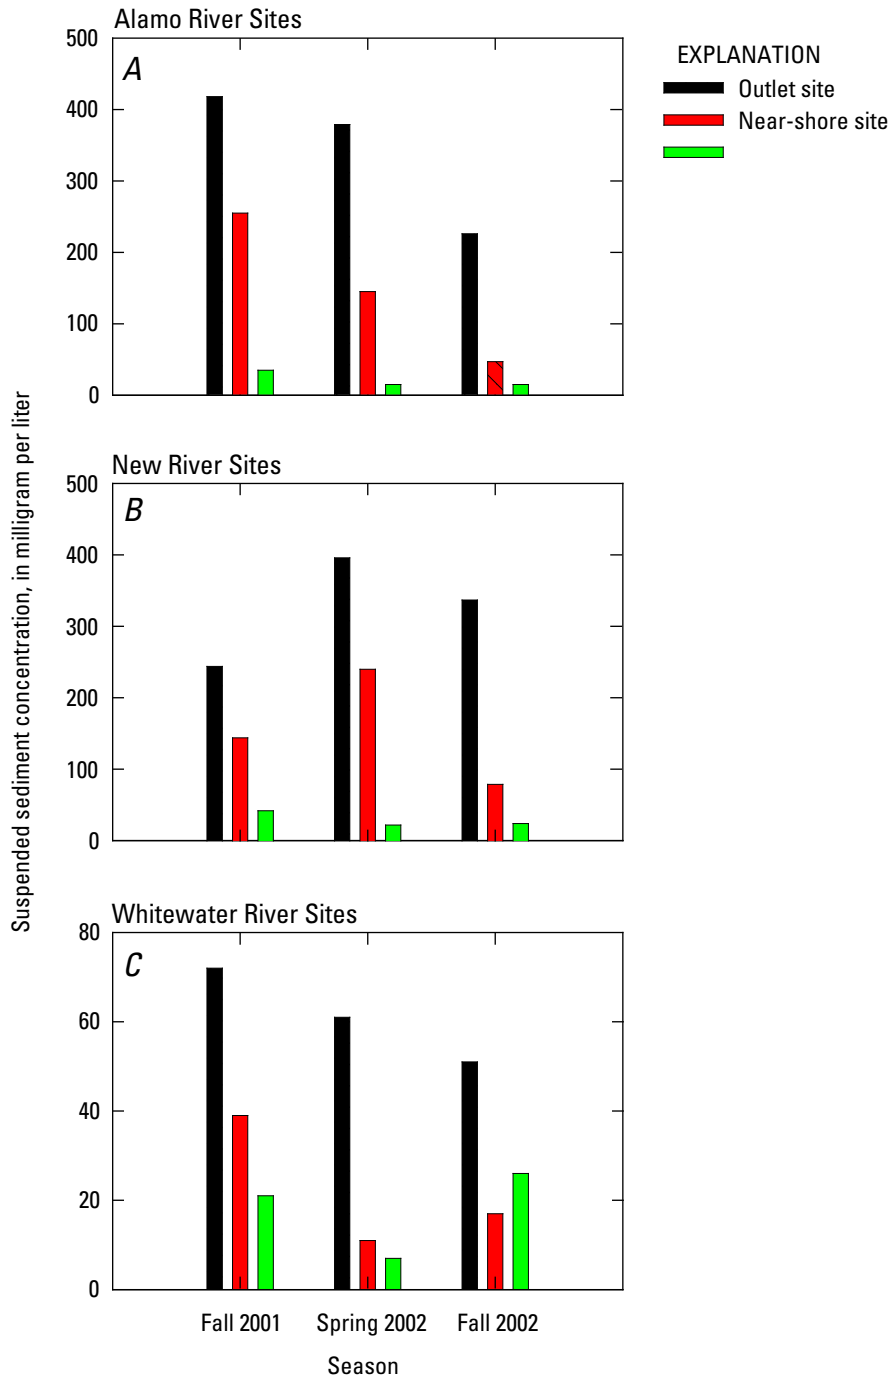 Alamo River Sites
500
400
300
200
100
0
A
EXPLANATION
Outlet site
Near-shore site
New River Sites
500
400
300
200
100
0
B
Whitewater River Sites
80
60
40
20
0
C
Suspended sediment concentration, in milligram per liter
Fall 2001 Spring 2002 Fall 2002
Season